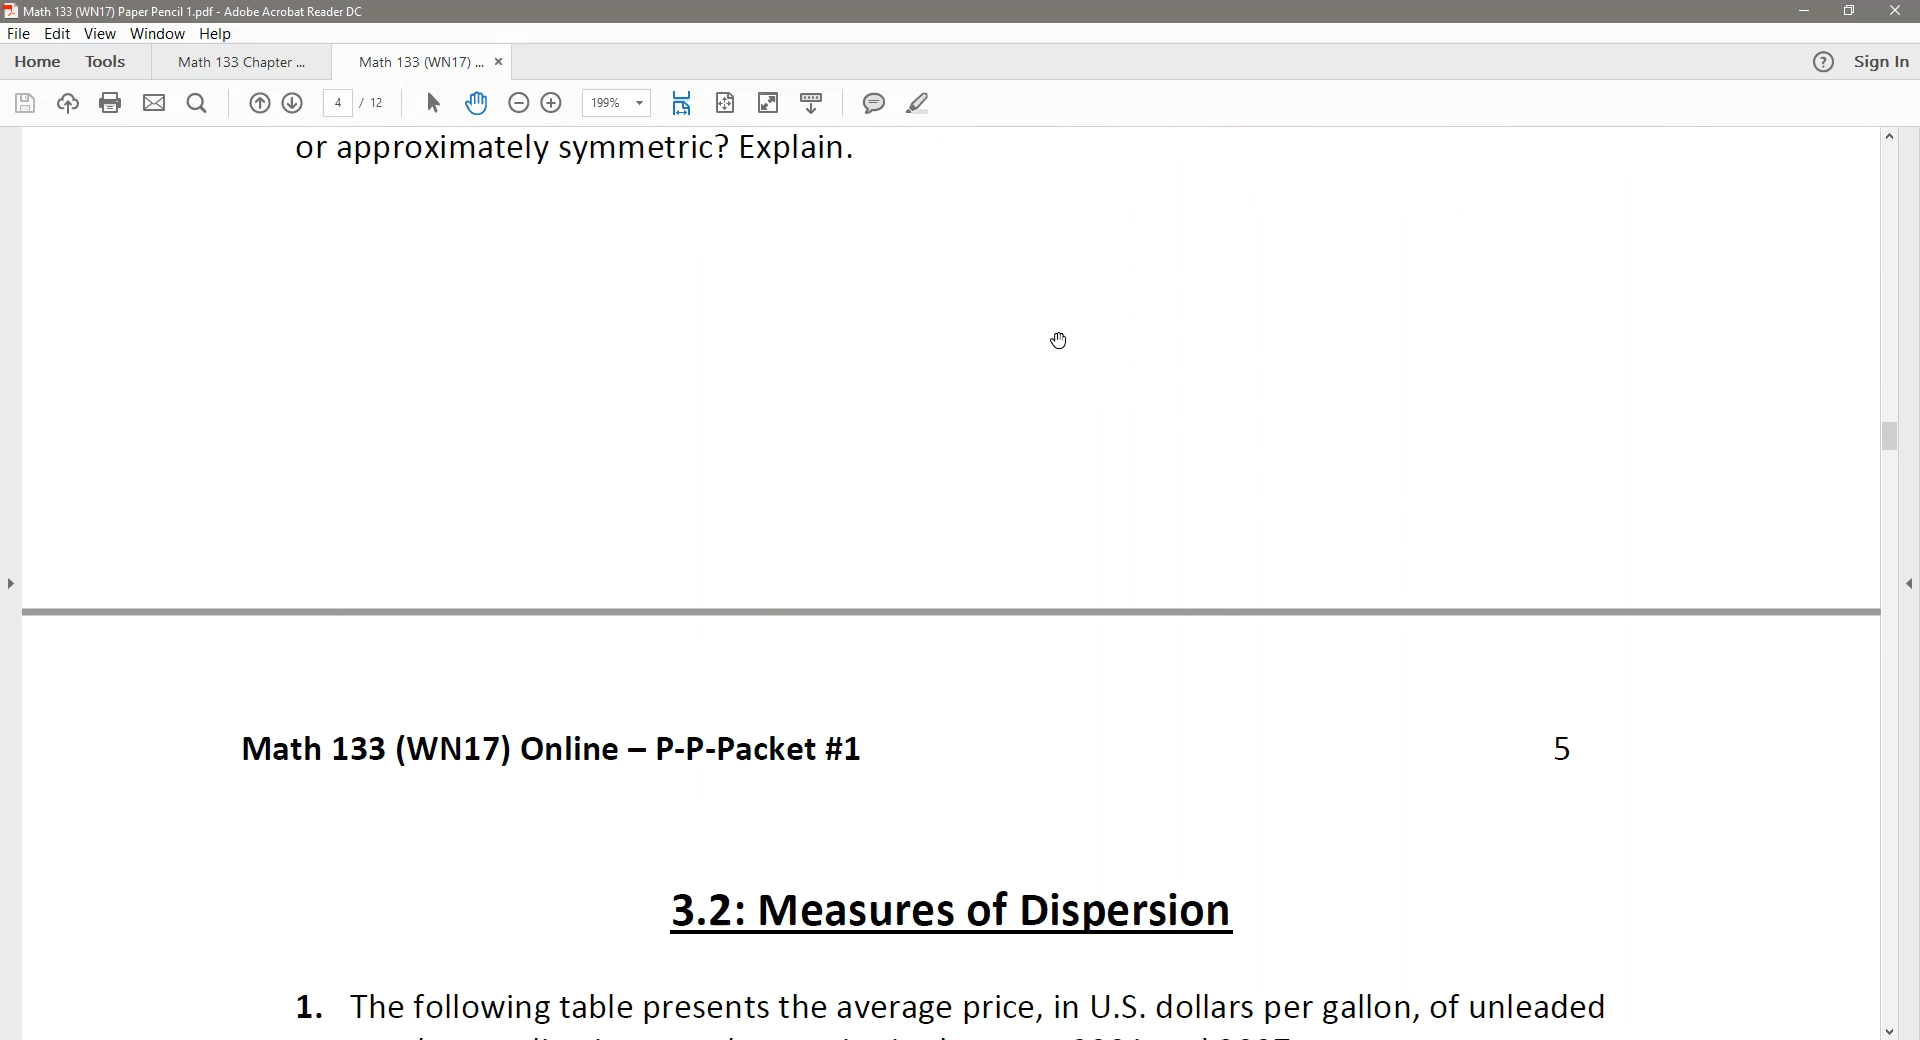 Math 133 (WN17) Paper Pencil 1.pdf - Adobe Acrobat Reader DC
File Edit View Window Help
Home Tools Math 133 Chapter ... Math 133 (WN17) ... × ? Sign In
4 / 12 199%
or approximately symmetric? Explain.
Math 133 (WN17) Online – P-P-Packet #1 5
3.2: Measures of Dispersion
1. The following table presents the average price, in U.S. dollars per gallon, of unleaded